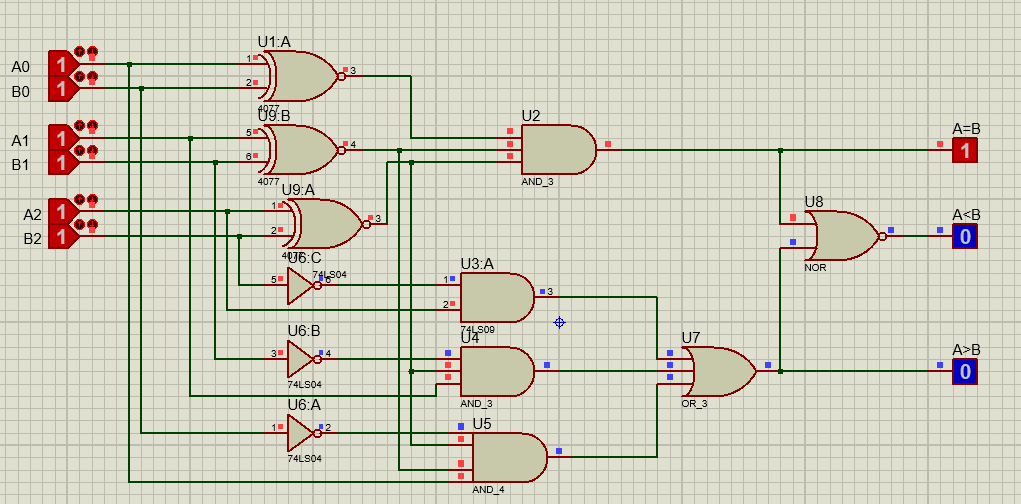 U1:A
A0 1 1 3 A=B
B0 1 2 4077
U9:B U2
A1 1 5 4 1
B1 1 6 4077 AND_3
U9:A U8 A<B
A2 1 1 3 0
B2 1 2 4077 NOR
U6:C 74LS04 U3:A
5 6 1 3
2 74LS09
U6:B U4 U7 A>B
3 4 0
74LS04 AND_3 OR_3
U6:A U5
1 2
74LS04 AND_4